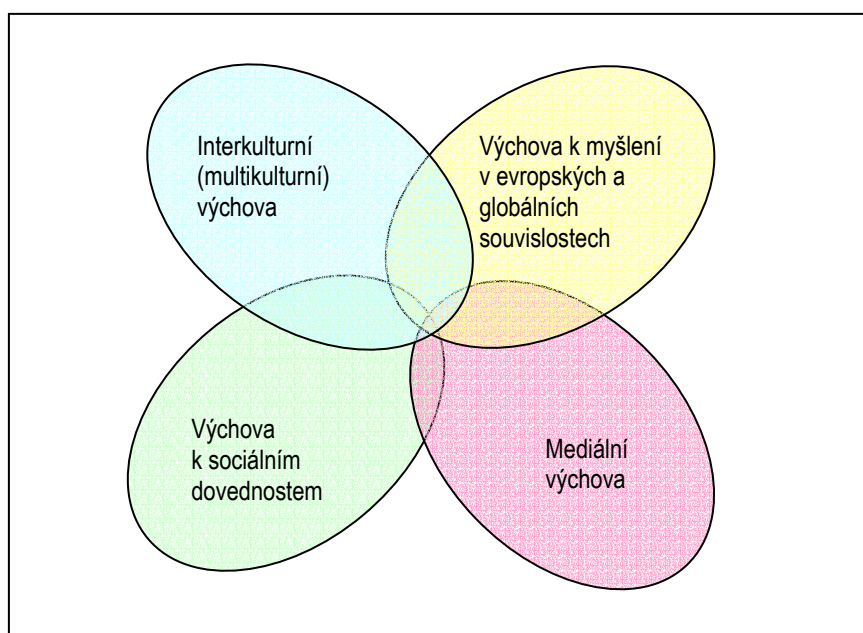 Interkulturní
(multikulturní)
výchova
Výchova k myšlení
v evropských a
globálních
souvislostech
Výchova
k sociálním
dovednostem
Mediální
výchova